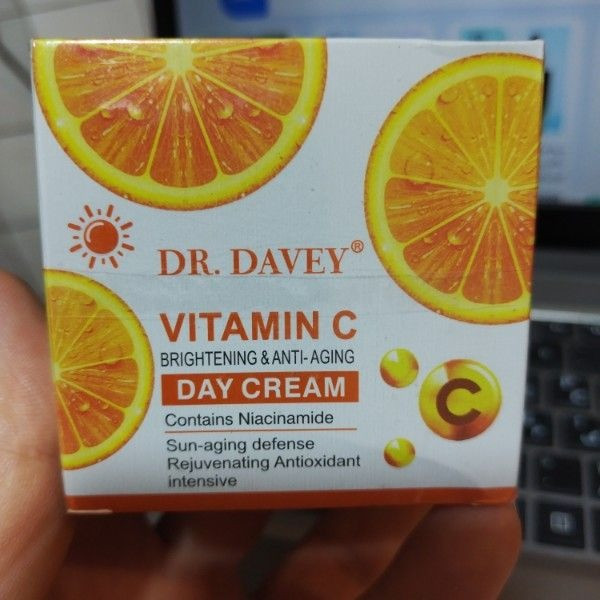 DR. DAVEY®
VITAMIN C
BRIGHTENING & ANTI-AGING
DAY CREAM
C
Contains Niacinamide
Sun-aging defense
Rejuvenating Antioxidant
intensive